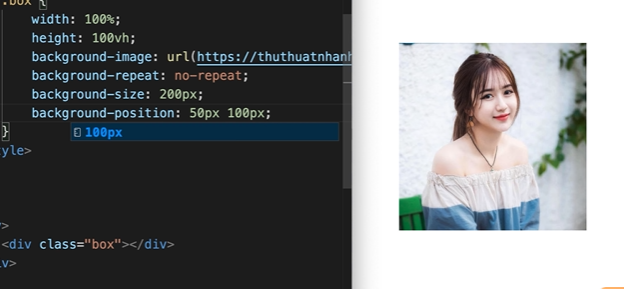 .box {
width: 100%;
height: 100vh;
background-image: url(https://thuthuatnhanh
background-repeat: no-repeat;
background-size: 200px;
background-position: 50px 100px;
}
100px
yle>
>
<div class="box"></div>
iv>